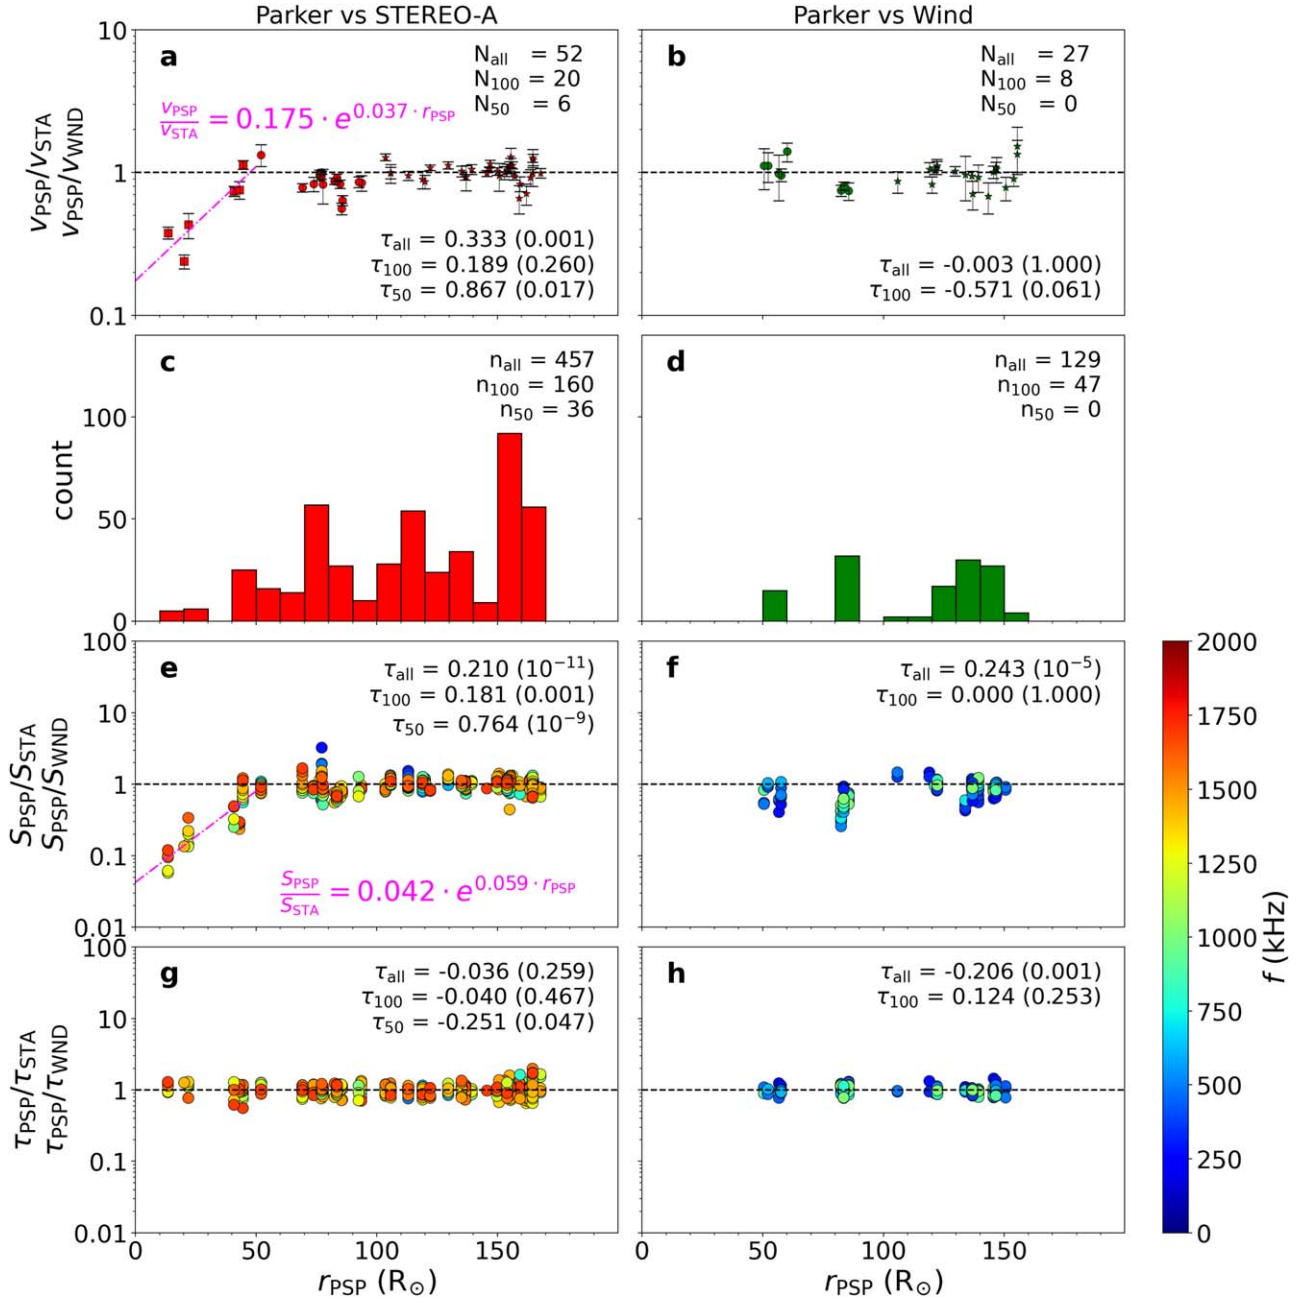 Parker vs STEREO-A
Parker vs Wind
a
N_all = 52
N_100 = 20
N_50 = 6
v_PSP/v_STA = 0.175 · e^{0.037 · r_PSP}
τ_all = 0.333 (0.001)
τ_100 = 0.189 (0.260)
τ_50 = 0.867 (0.017)
v_PSP/v_STA
v_PSP/v_WND
10
1
0.1
b
N_all = 27
N_100 = 8
N_50 = 0
τ_all = -0.003 (1.000)
τ_100 = -0.571 (0.061)
c
n_all = 457
n_100 = 160
n_50 = 36
count
100
50
0
d
n_all = 129
n_100 = 47
n_50 = 0
e
τ_all = 0.210 (10^{-11})
τ_100 = 0.181 (0.001)
τ_50 = 0.764 (10^{-9})
S_PSP/S_STA = 0.042 · e^{0.059 · r_PSP}
S_PSP/S_STA
S_PSP/S_WND
100
10
1
0.1
0.01
f
τ_all = 0.243 (10^{-5})
τ_100 = 0.000 (1.000)
g
τ_all = -0.036 (0.259)
τ_100 = -0.040 (0.467)
τ_50 = -0.251 (0.047)
τ_PSP/τ_STA
τ_PSP/τ_WND
100
10
1
0.1
0.01
0 50 100 150
r_PSP (R_⊙)
h
τ_all = -0.206 (0.001)
τ_100 = 0.124 (0.253)
0 50 100 150
r_PSP (R_⊙)
2000
1750
1500
1250
1000
750
500
250
0
f (kHz)